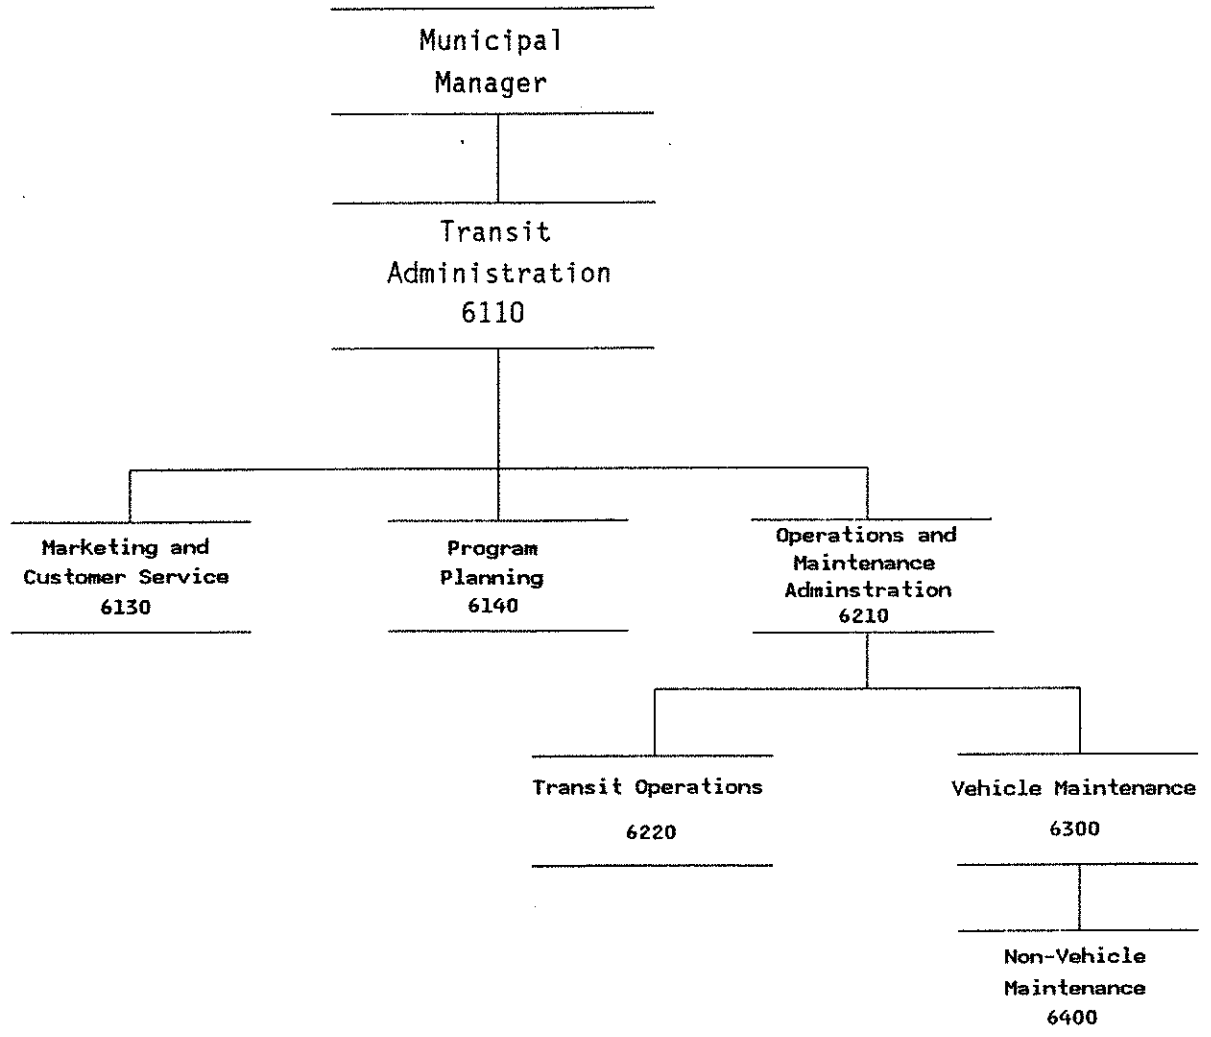 Municipal
Manager
Transit
Administration
6110
Marketing and
Customer Service
6130
Program
Planning
6140
Operations and
Maintenance
Adminstration
6210
Transit Operations
6220
Vehicle Maintenance
6300
Non-Vehicle
Maintenance
6400